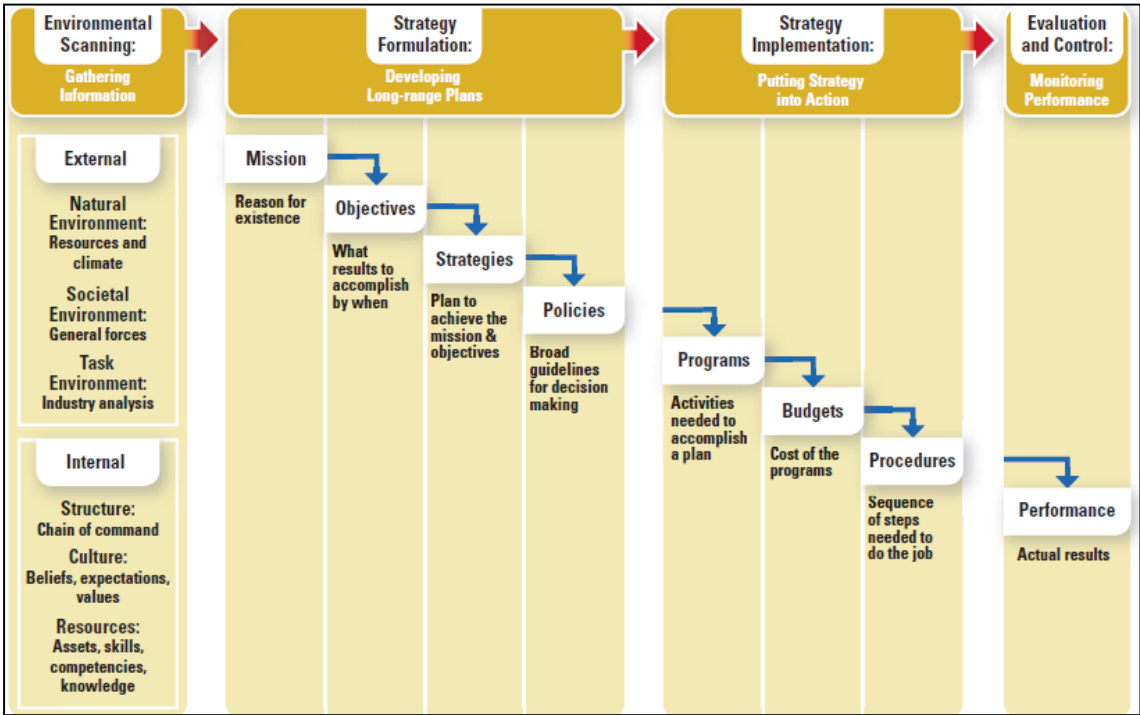 Environmental
Scanning:
Gathering
Information
Strategy
Formulation:
Developing
Long-range Plans
Strategy
Implementation:
Putting Strategy
into Action
Evaluation
and Control:
Monitoring
Performance
External
Natural
Environment:
Resources and
climate
Societal
Environment:
General forces
Task
Environment:
Industry analysis
Internal
Structure:
Chain of command
Culture:
Beliefs, expectations,
values
Resources:
Assets, skills,
competencies,
knowledge
Mission
Reason for
existence
Objectives
What
results to
accomplish
by when
Strategies
Plan to
achieve the
mission &
objectives
Policies
Broad
guidelines
for decision
making
Programs
Activities
needed to
accomplish
a plan
Budgets
Cost of the
programs
Procedures
Sequence
of steps
needed to
do the job
Performance
Actual results